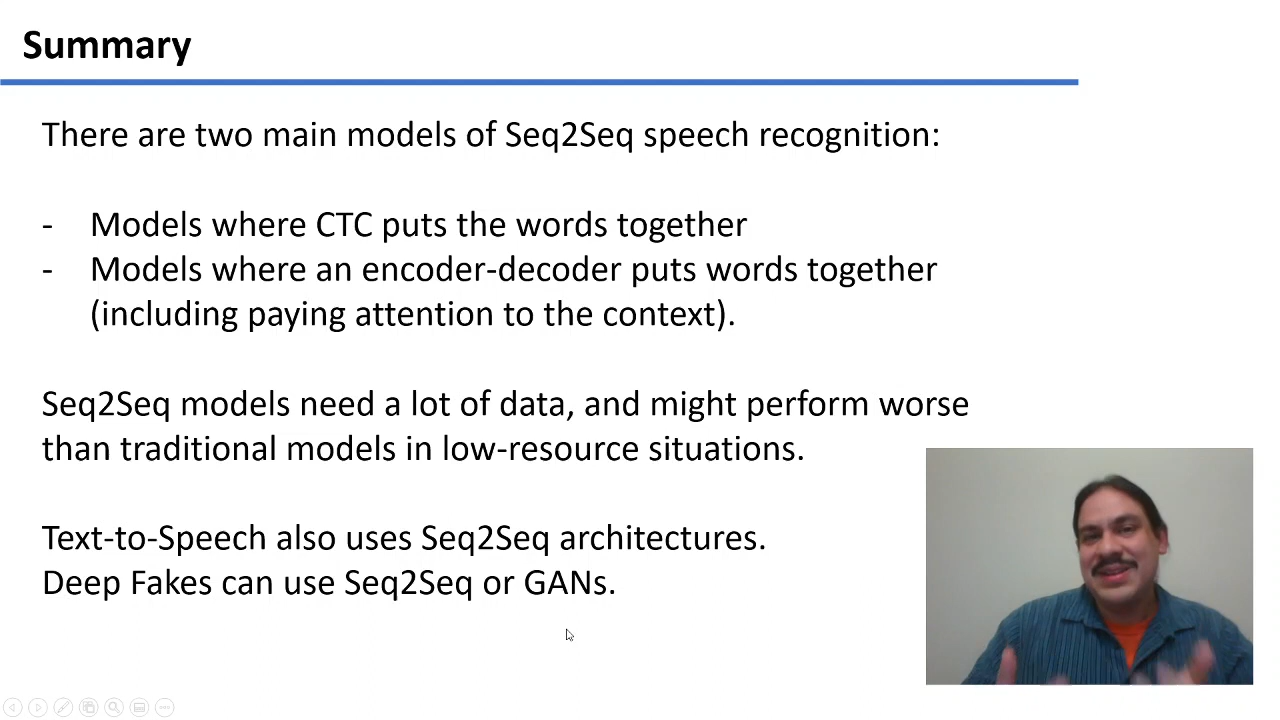 Summary
There are two main models of Seq2Seq speech recognition:
- Models where CTC puts the words together
- Models where an encoder-decoder puts words together
(including paying attention to the context).
Seq2Seq models need a lot of data, and might perform worse
than traditional models in low-resource situations.
Text-to-Speech also uses Seq2Seq architectures.
Deep Fakes can use Seq2Seq or GANs.